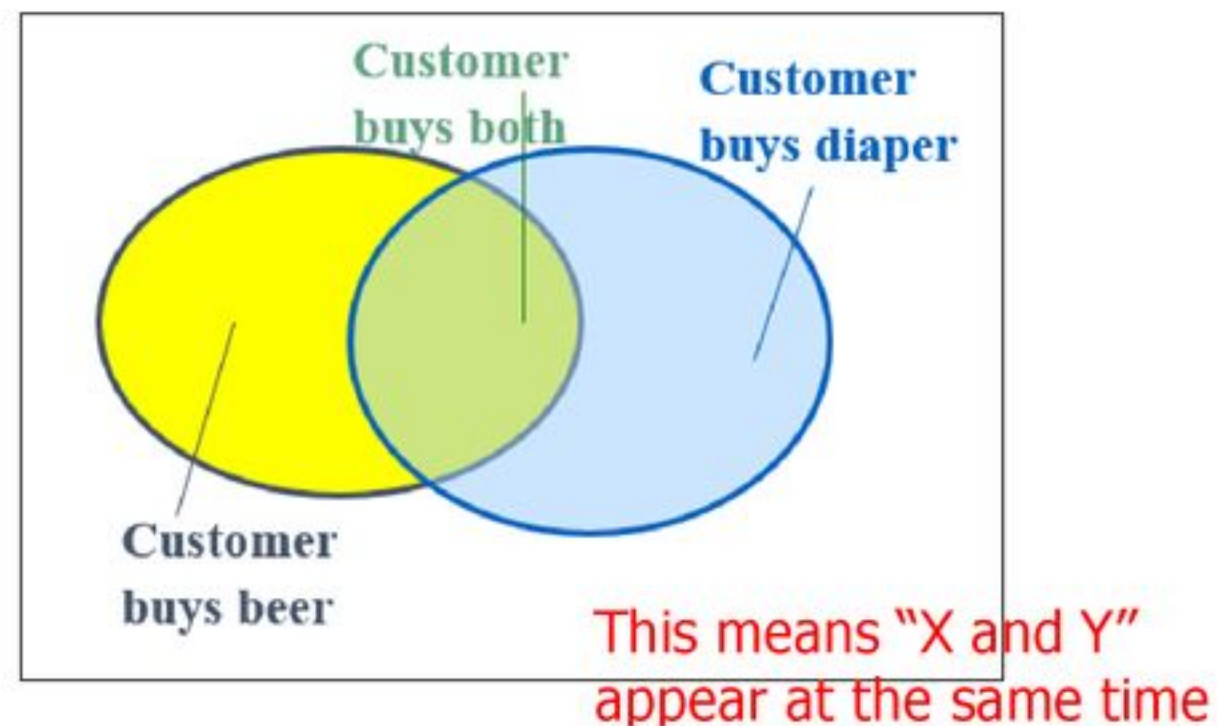 Customer
buys both
Customer
buys diaper
Customer
buys beer
This means “X and Y”
appear at the same time